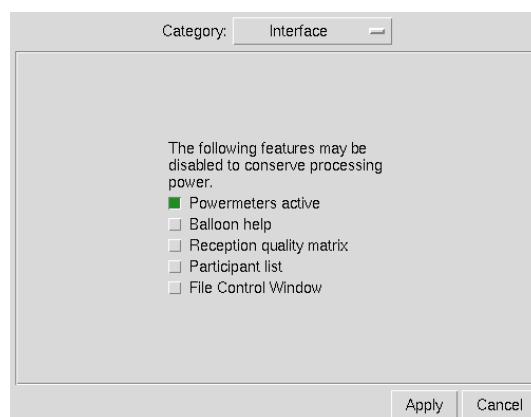 Category: Interface
The following features may be
disabled to conserve processing
power.
Powermeters active
Balloon help
Reception quality matrix
Participant list
File Control Window
Apply Cancel